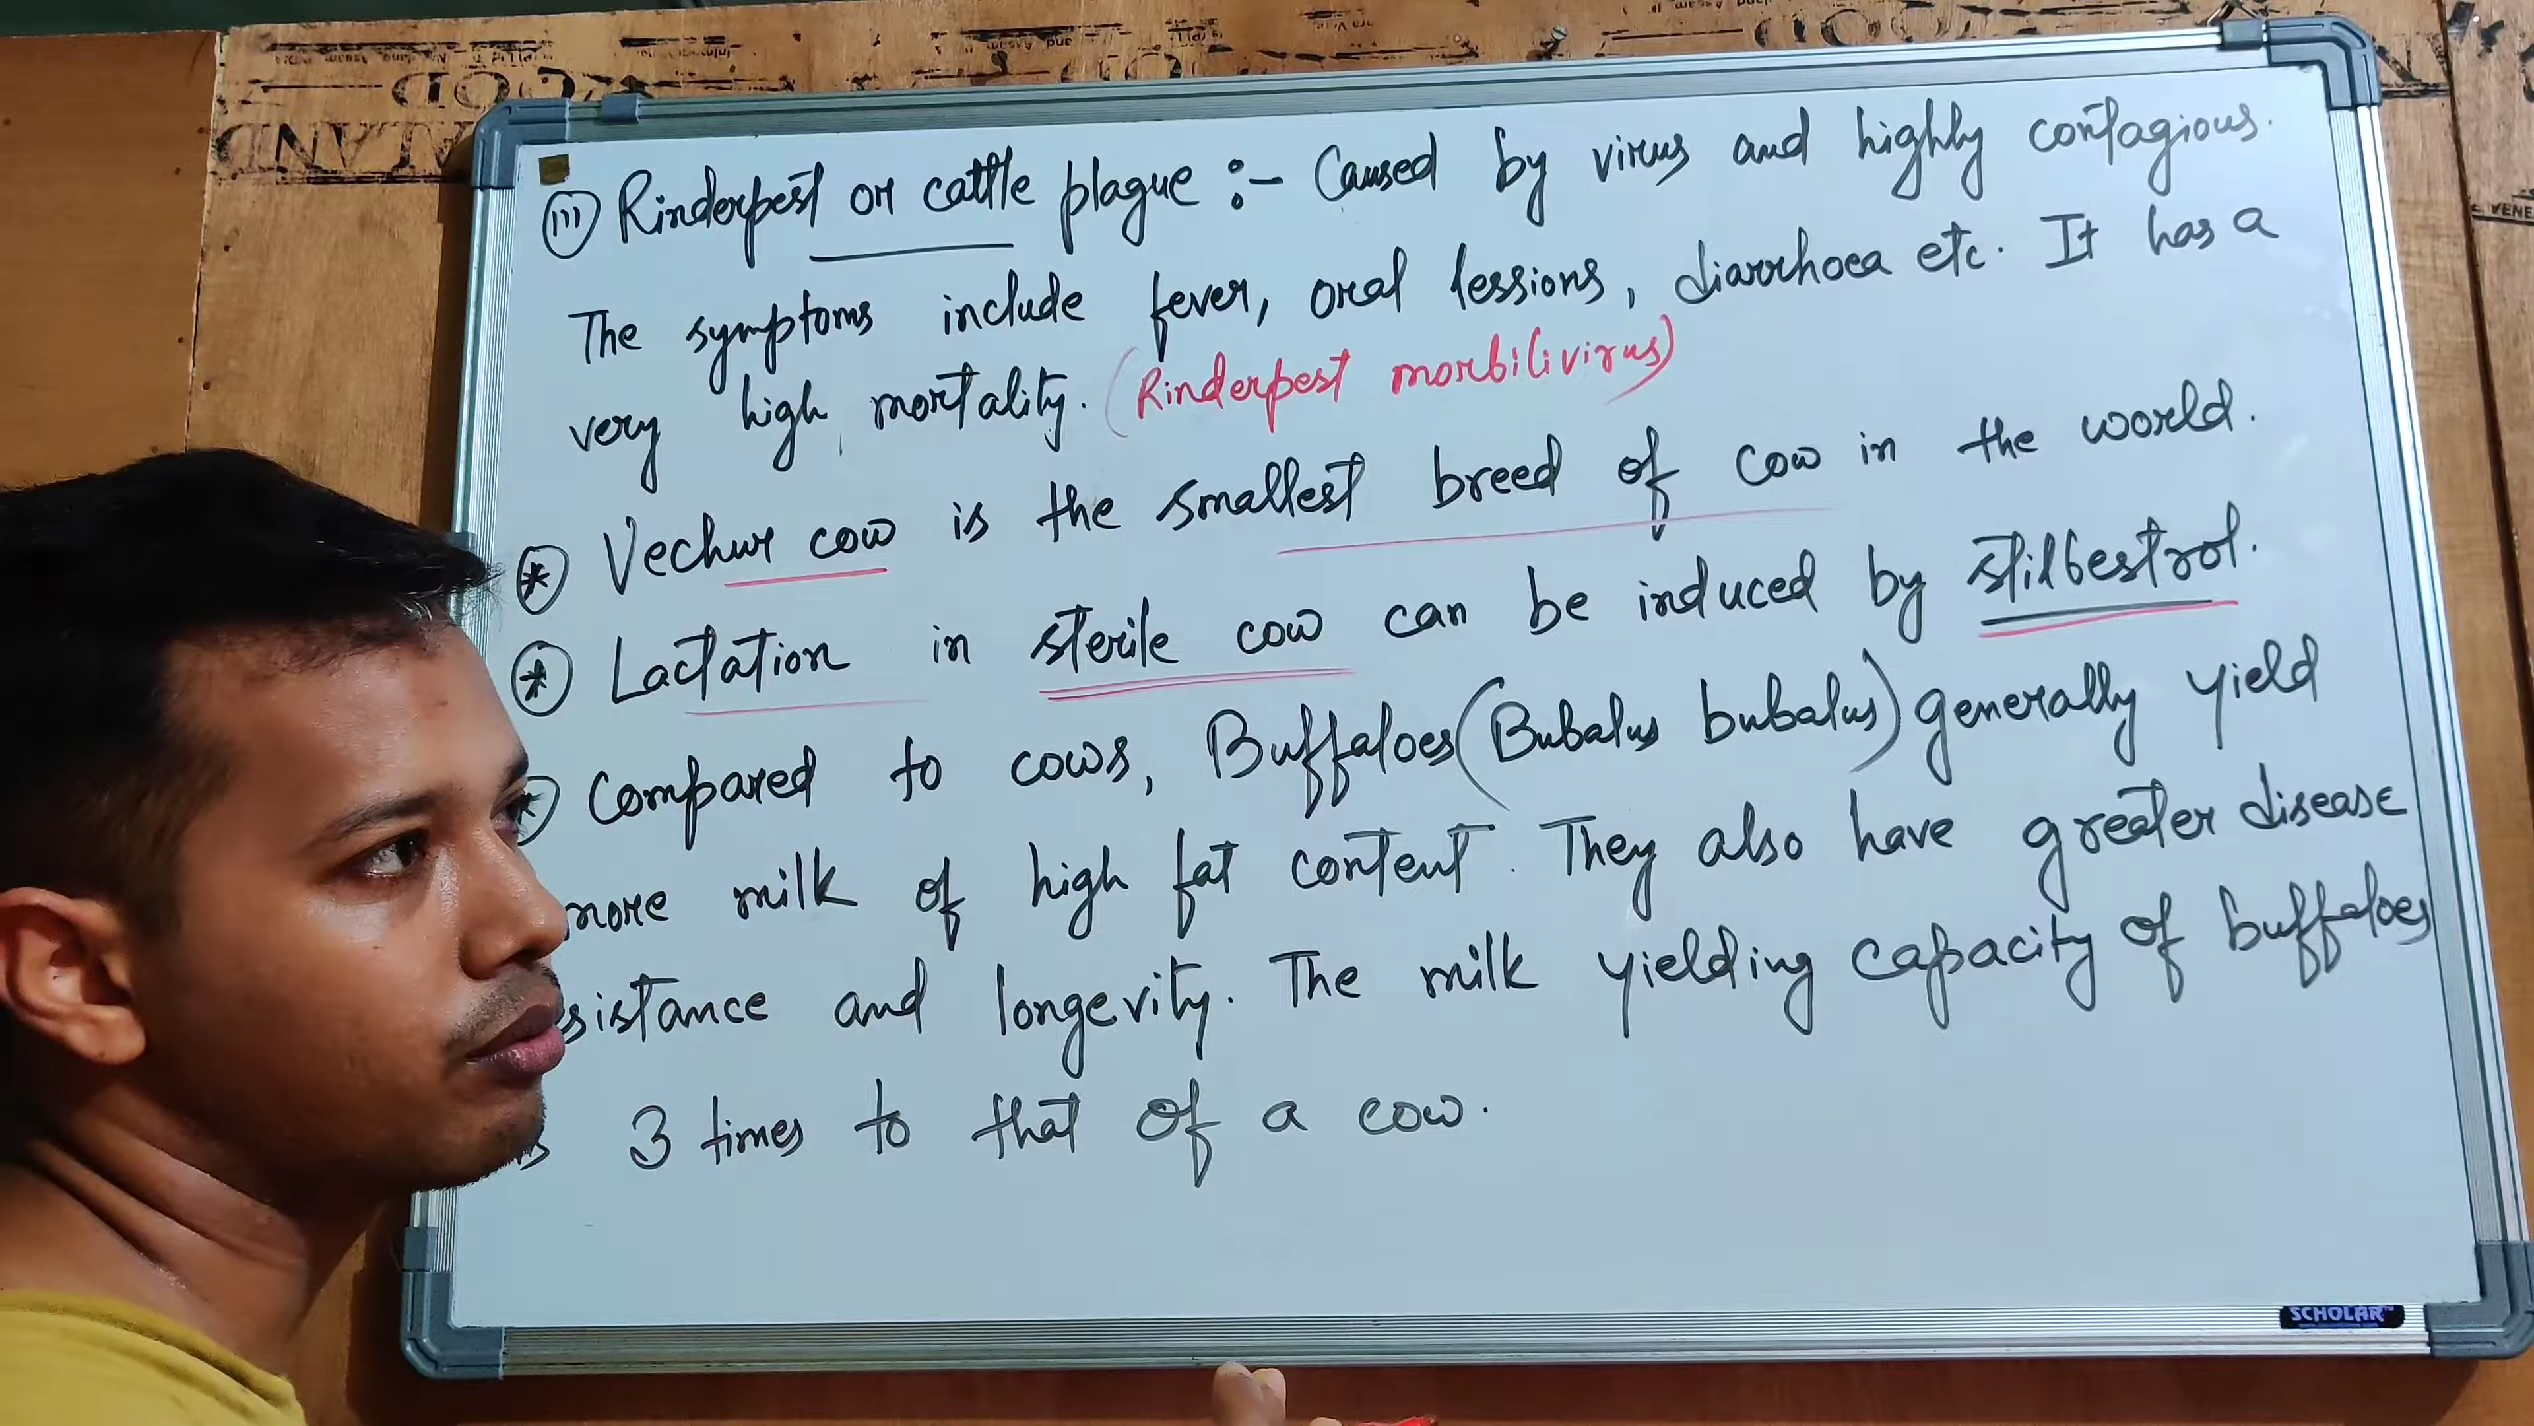 (iii) Rinderpest or cattle plague :- Caused by virus and highly contagious.
The symptoms include fever, oral lessions, diarrhoea etc. It has a
very high mortality. (Rinderpest morbilivirus)
* Vechur cow is the smallest breed of cow in the world.
* Lactation in sterile cow can be induced by stilbestrol.
* Compared to cows, Buffaloes (Bubalus bubalus) generally yield
more milk of high fat content. They also have greater disease
sistance and longevity. The milk yielding capacity of buffaloes
is 3 times to that of a cow.
SCHOLAR